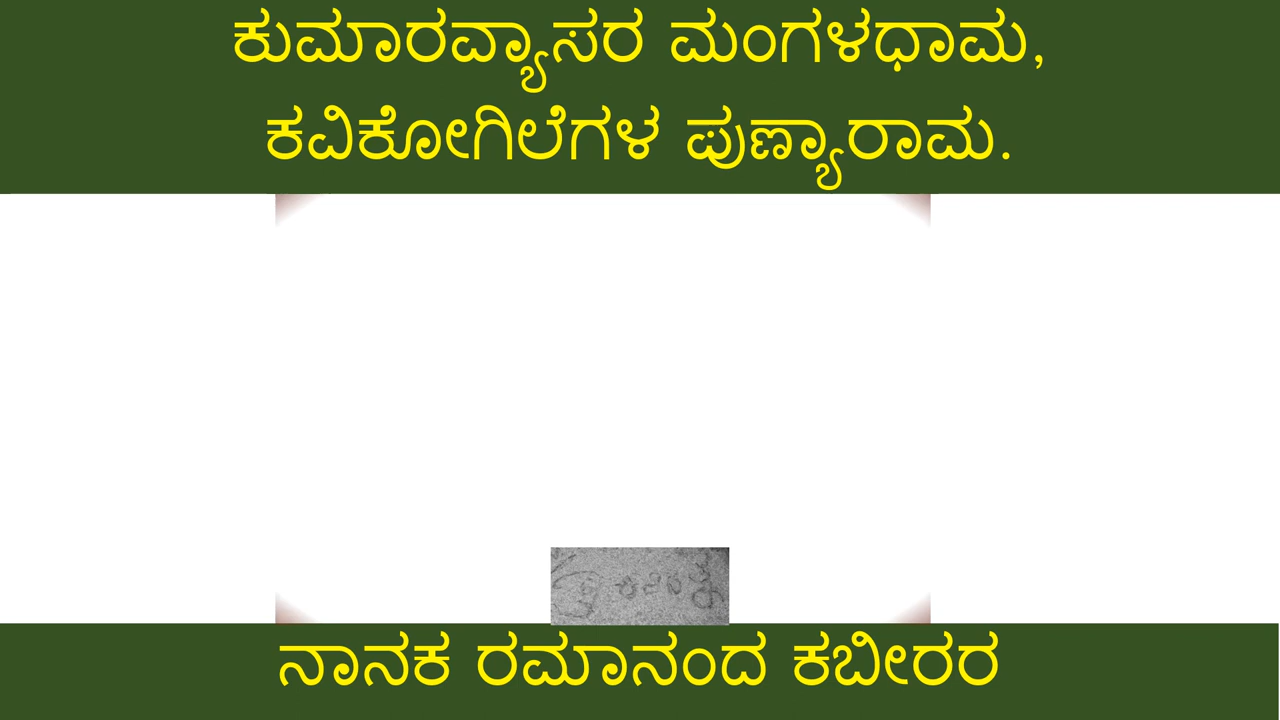 ಕುಮಾರವ್ಯಾಸರ ಮಂಗಳಧಾಮ,
ಕವಿಕೋಗಿಲೆಗಳ ಪುಣ್ಯಾರಾಮ.
ನಾನಕ ರಮಾನಂದ ಕಬೀರರ